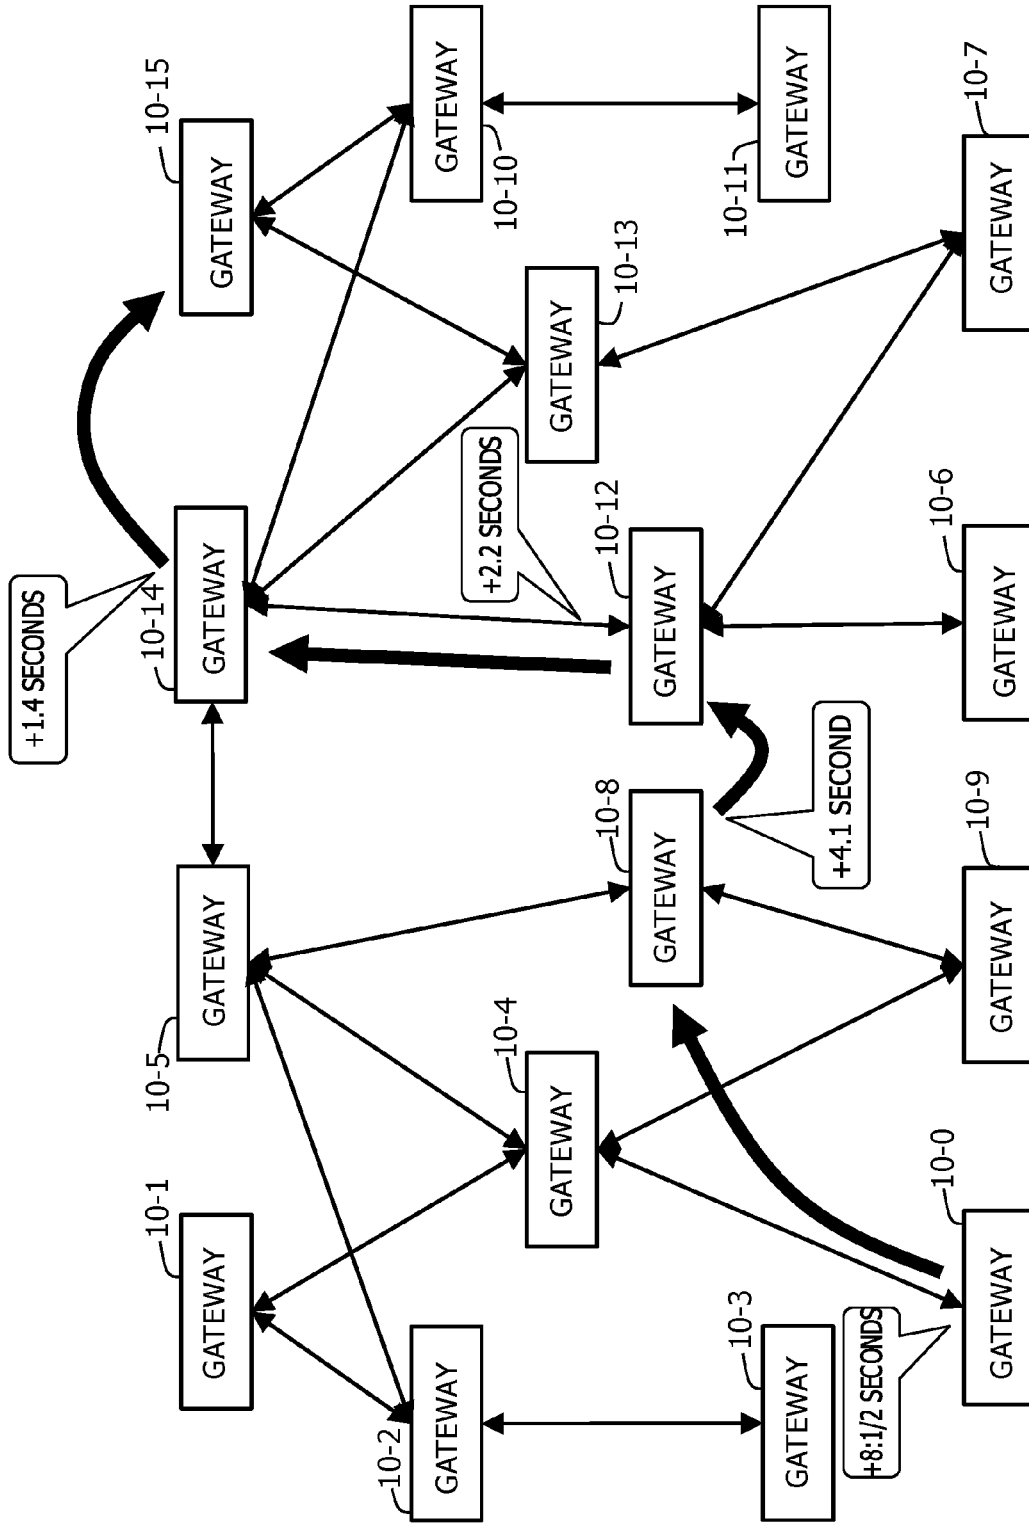 +1.4 SECONDS
10-1
10-5
10-14
10-15
GATEWAY
GATEWAY
GATEWAY
GATEWAY
10-2
GATEWAY
GATEWAY
10-10
+2.2 SECONDS
10-4
GATEWAY
GATEWAY
10-13
10-8
10-12
GATEWAY
GATEWAY
10-3
10-11
GATEWAY
GATEWAY
+4.1 SECOND
+8:1/2 SECONDS
10-0
10-9
10-6
10-7
GATEWAY
GATEWAY
GATEWAY
GATEWAY